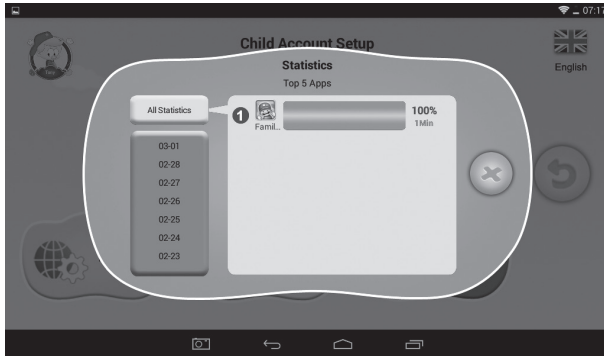 07:17
Child Account Setup
English
Statistics
Top 5 Apps
All Statistics
1
Famil...
100%
1Min
03-01
02-28
02-27
02-26
02-25
02-24
02-23